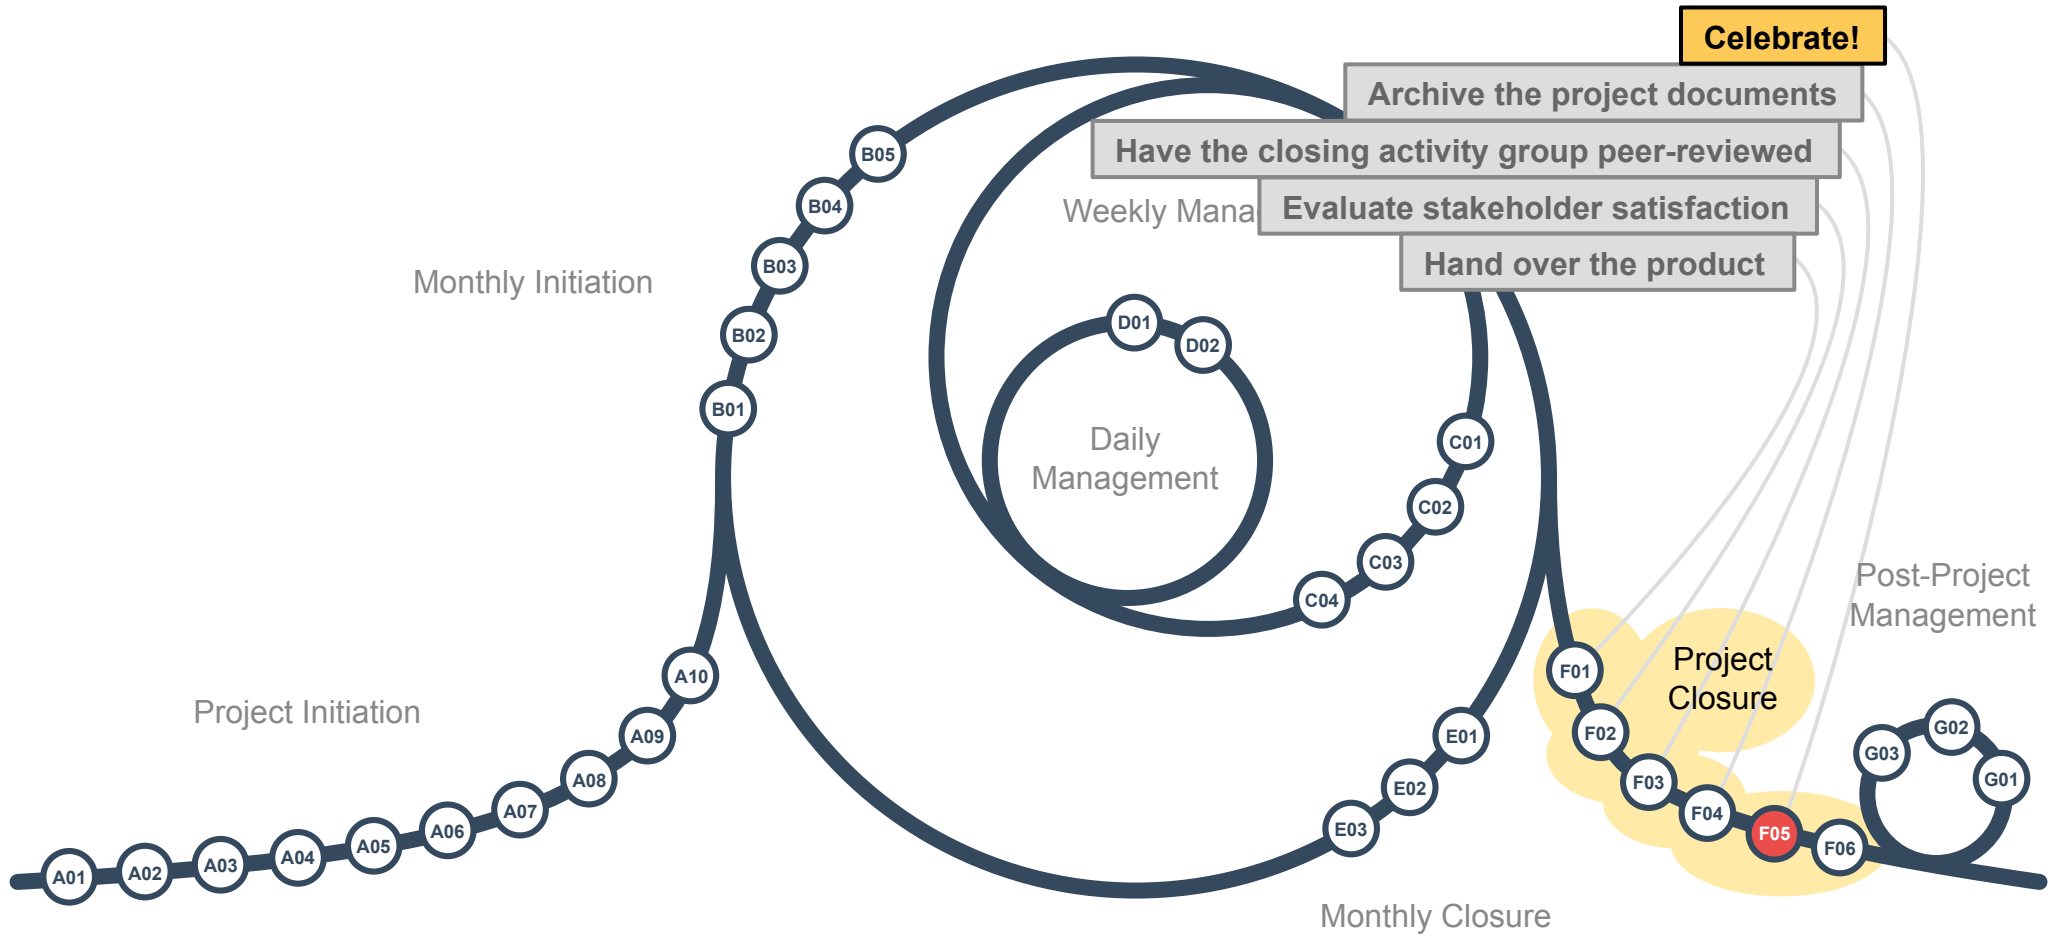 Celebrate!
Archive the project documents
Have the closing activity group peer-reviewed
Weekly Mana
Evaluate stakeholder satisfaction
Hand over the product
Monthly Initiation
B05
B04
B03
B02
B01
D01
D02
Daily
Management
C01
C02
C03
C04
Post-Project
Management
Project
Closure
Project Initiation
A10
A09
A08
A07
A06
A05
A04
A03
A02
A01
E01
E02
E03
F01
F02
F03
F04
F05
F06
G03
G02
G01
Monthly Closure